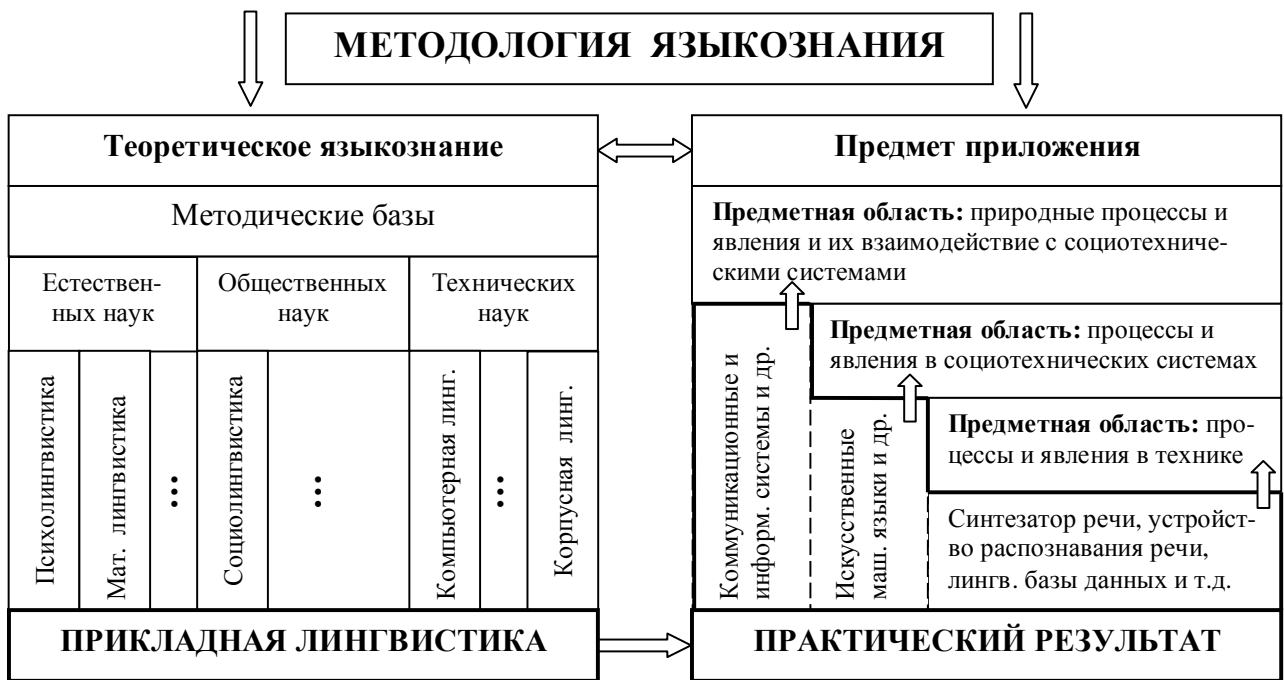 МЕТОДОЛОГИЯ ЯЗЫКОЗНАНИЯ
Теоретическое языкознание
Методические базы
Естествен-
ных наук
Общественных
наук
Технических
наук
Психолингвистика
Мат. лингвистика
...
Социолингвистика
...
Компьютерная линг.
...
Корпусная линг.
ПРИКЛАДНАЯ ЛИНГВИСТИКА
Предмет приложения
Предметная область: природные процессы и
явления и их взаимодействие с социотехниче-
скими системами
Предметная область: процессы и
явления в социотехнических системах
Предметная область: про-
цессы и явления в технике
Коммуникационные и
информ. системы и др.
Искусственные
маш. языки и др.
Синтезатор речи, устройст-
во распознавания речи,
лингв. базы данных и т.д.
ПРАКТИЧЕСКИЙ РЕЗУЛЬТАТ